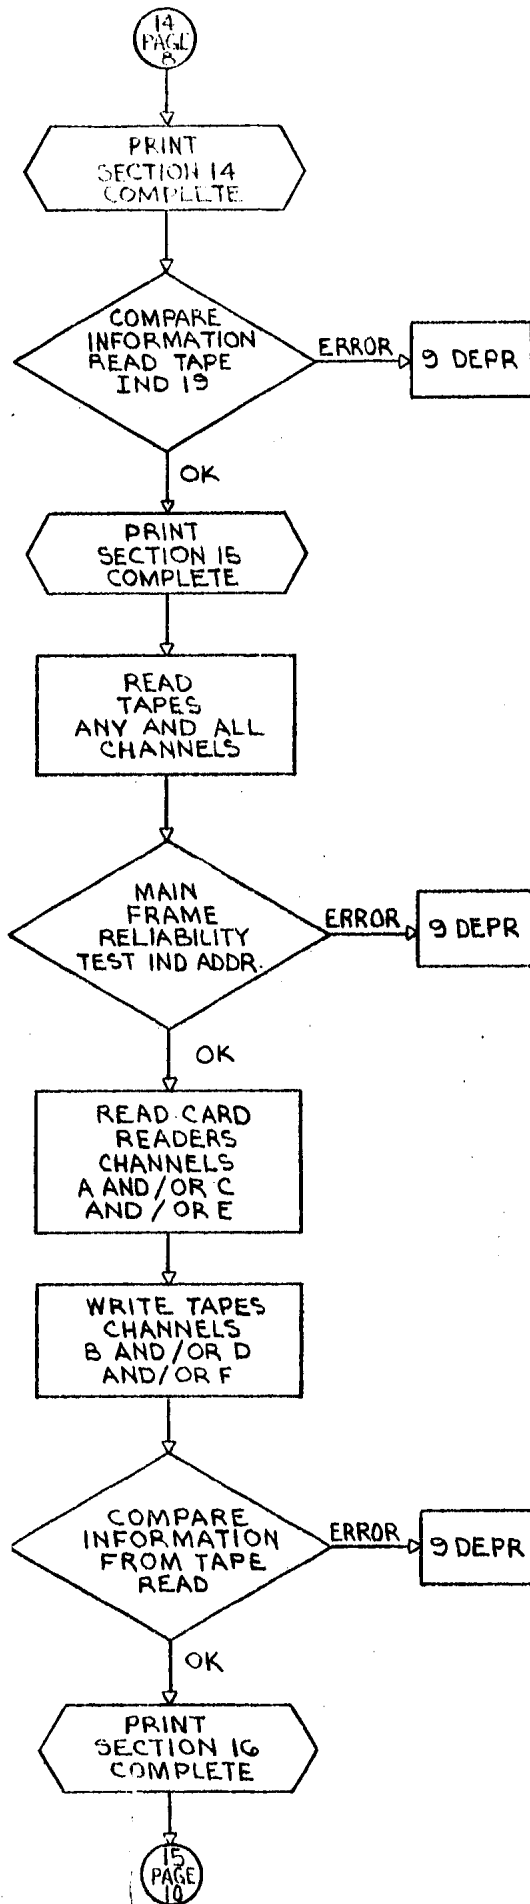 14
PAGE
8
PRINT
SECTION 14
COMPLETE
COMPARE
INFORMATION
READ TAPE
IND 19
ERROR
9 DEPR
OK
PRINT
SECTION 15
COMPLETE
READ
TAPES
ANY AND ALL
CHANNELS
MAIN
FRAME
RELIABILITY
TEST IND ADDR.
ERROR
9 DEPR
OK
READ CARD
READERS
CHANNELS
A AND/OR C
AND/OR E
WRITE TAPES
CHANNELS
B AND/OR D
AND/OR F
COMPARE
INFORMATION
FROM TAPE
READ
ERROR
9 DEPR
OK
PRINT
SECTION 16
COMPLETE
15
PAGE
10